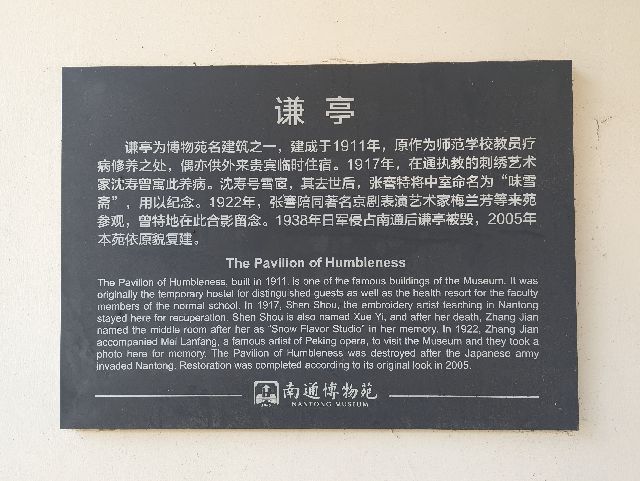 谦亭
谦亭为博物苑名建筑之一，建成于1911年，原作为师范学校教员疗
病修养之处，偶亦供外来贵宾临时住宿。1917年，在通执教的刺绣艺术
家沈寿曾寓此养病。沈寿号雪宧，其去世后，张謇特将中室命名为“味雪
斋”，用以纪念。1922年，张謇陪同著名京剧表演艺术家梅兰芳等来苑
参观，曾特地在此合影留念。1938年日军侵占南通后谦亭被毁，2005年
本苑依原貌复建。
The Pavilion of Humbleness
The Pavilion of Humbleness, built in 1911, is one of the famous buildings of the Museum. It was
originally the temporary hostel for distinguished guests as well as the health resort for the faculty
members of the normal school. In 1917, Shen Shou, the embroidery artist teaching in Nantong
stayed here for recuperation. Shen Shou is also named Xue Yi, and after her death, Zhang Jian
named the middle room after her as “Snow Flavor Studio” in her memory. In 1922, Zhang Jian
accompanied Mei Lanfang, a famous artist of Peking opera, to visit the Museum and they took a
photo here for memory. The Pavilion of Humbleness was destroyed after the Japanese army
invaded Nantong. Restoration was completed according to its original look in 2005.
南通博物苑
NANTONG MUSEUM